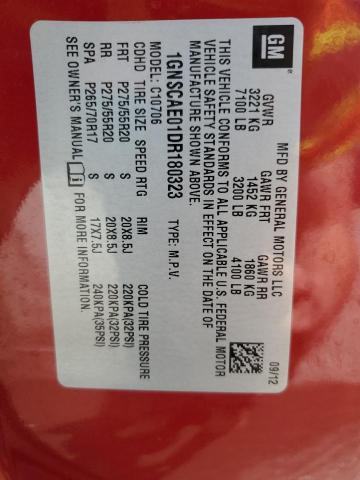 GM
®
MFD BY GENERAL MOTORS LLC
09/12
GVWR GAWR FRT GAWR RR
3221 KG 1452 KG 1860 KG
7100 LB 3200 LB 4100 LB
THIS VEHICLE CONFORMS TO ALL APPLICABLE U.S. FEDERAL MOTOR
VEHICLE SAFETY STANDARDS IN EFFECT ON THE DATE OF
MANUFACTURE SHOWN ABOVE.
1GNSCAE01DR180323 TYPE: M.P.V.
MODEL: C10706
CDHD TIRE SIZE SPEED RTG RIM COLD TIRE PRESSURE
FRT P275/55R20 S 20X8.5J 220KPA(32PSI)
RR P275/55R20 S 20X8.5J 220KPA(32PSI)
SPA P265/70R17 S 17X7.5J 240KPA(35PSI)
SEE OWNER'S MANUAL i FOR MORE INFORMATION.